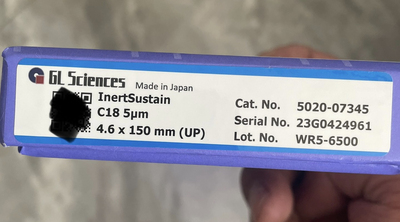 GL Sciences Made in Japan
InertSustain
C18 5µm
4.6 x 150 mm (UP)
Cat. No. 5020-07345
Serial No. 23G0424961
Lot. No. WR5-6500